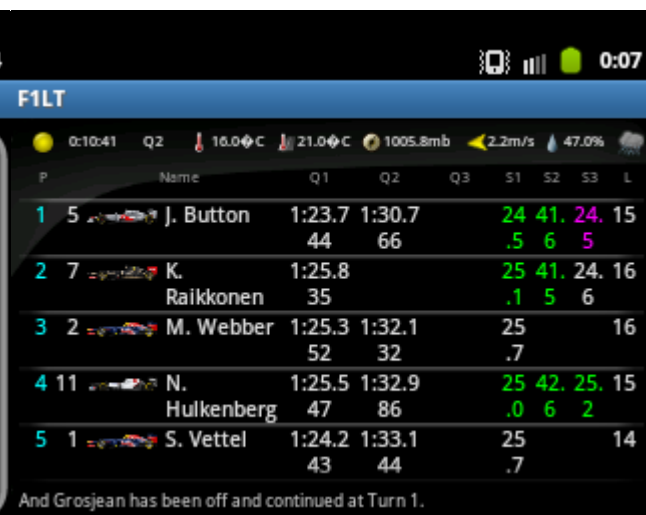 0:07
F1LT
0:10:41 Q2 16.0�C 21.0�C 1005.8mb 2.2m/s 47.0%
P Name Q1 Q2 Q3 S1 S2 S3 L
1 5 J. Button 1:23.7 1:30.7 24 41. 24. 15
44 66 .5 6 5
2 7 K. 1:25.8 25 41. 24. 16
Raikkonen 35 .1 5 6
3 2 M. Webber 1:25.3 1:32.1 25 16
52 32 .7
4 11 N. 1:25.5 1:32.9 25 42. 25. 15
Hulkenberg 47 86 .0 6 2
5 1 S. Vettel 1:24.2 1:33.1 25 14
43 44 .7
And Grosjean has been off and continued at Turn 1.